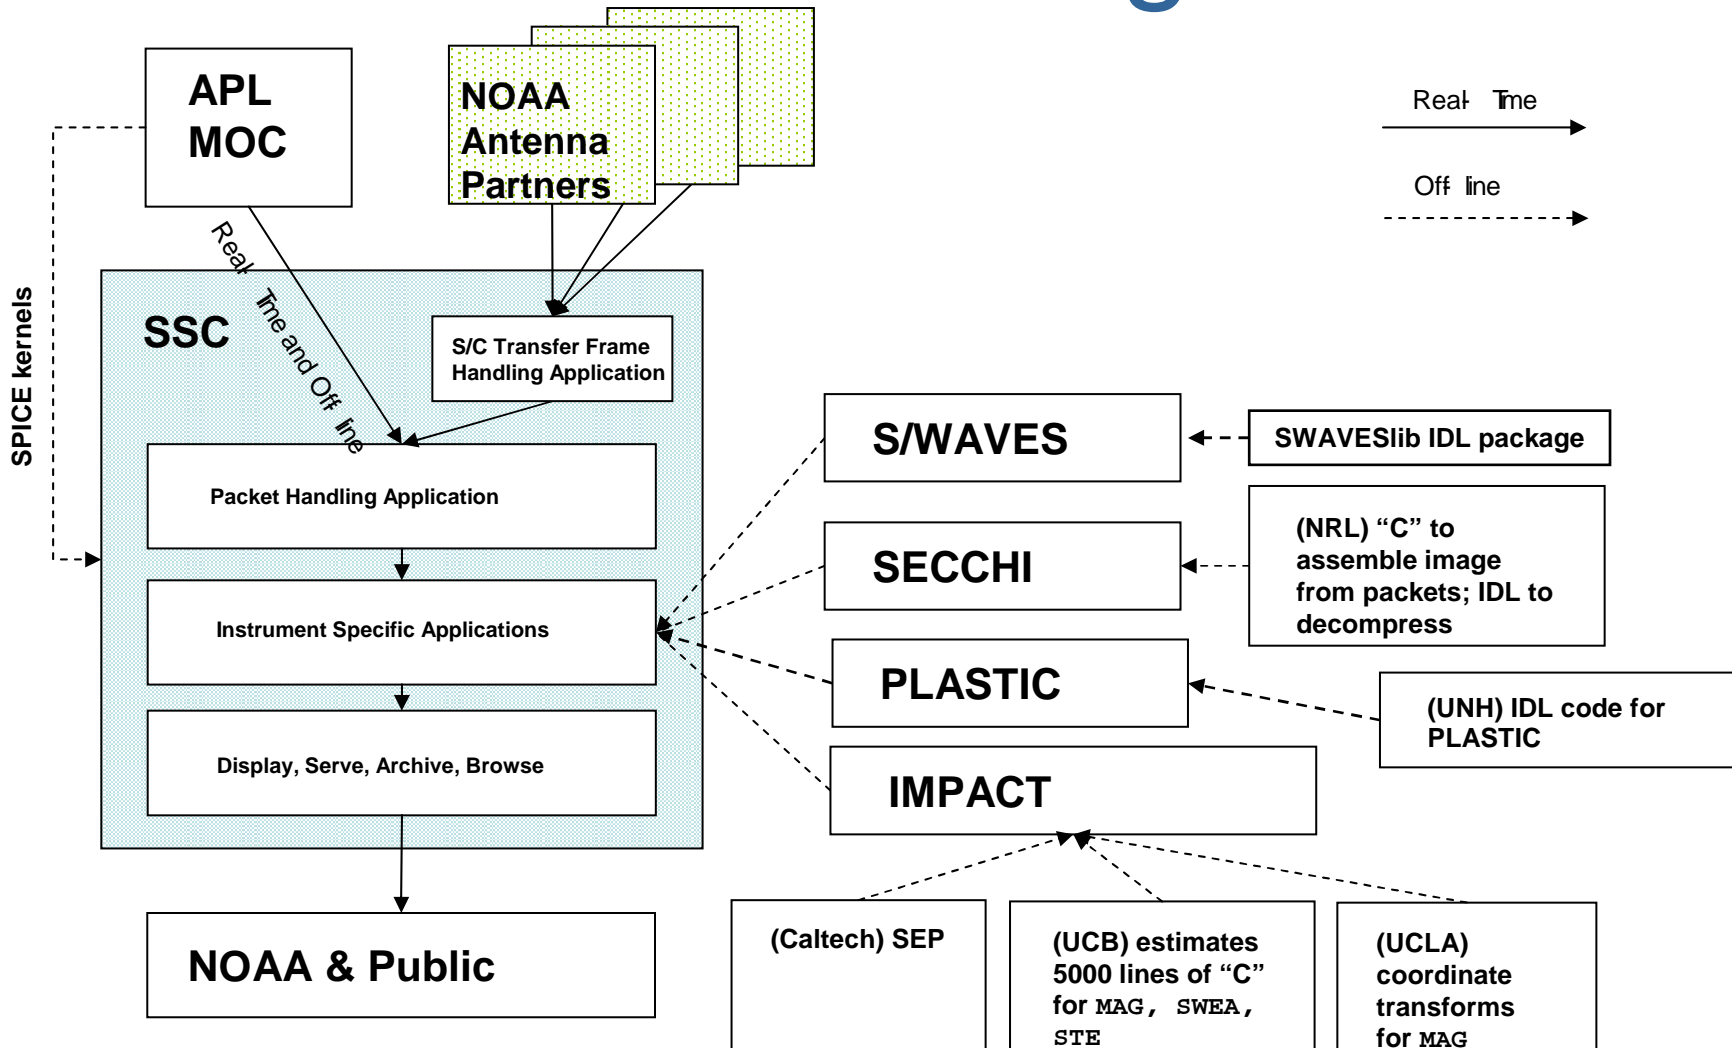 g
APL
MOC
NOAA
Antenna
Partners
Real- Time
Off- line
Real- Time and Off- line
SPICE kernels
SSC
S/C Transfer Frame
Handling Application
Packet Handling Application
Instrument Specific Applications
Display, Serve, Archive, Browse
NOAA & Public
S/WAVES
SWAVESlib IDL package
SECCHI
(NRL) “C” to
assemble image
from packets; IDL to
decompress
PLASTIC
(UNH) IDL code for
PLASTIC
IMPACT
(Caltech) SEP
(UCB) estimates
5000 lines of “C”
for MAG, SWEA,
STE
(UCLA)
coordinate
transforms
for MAG